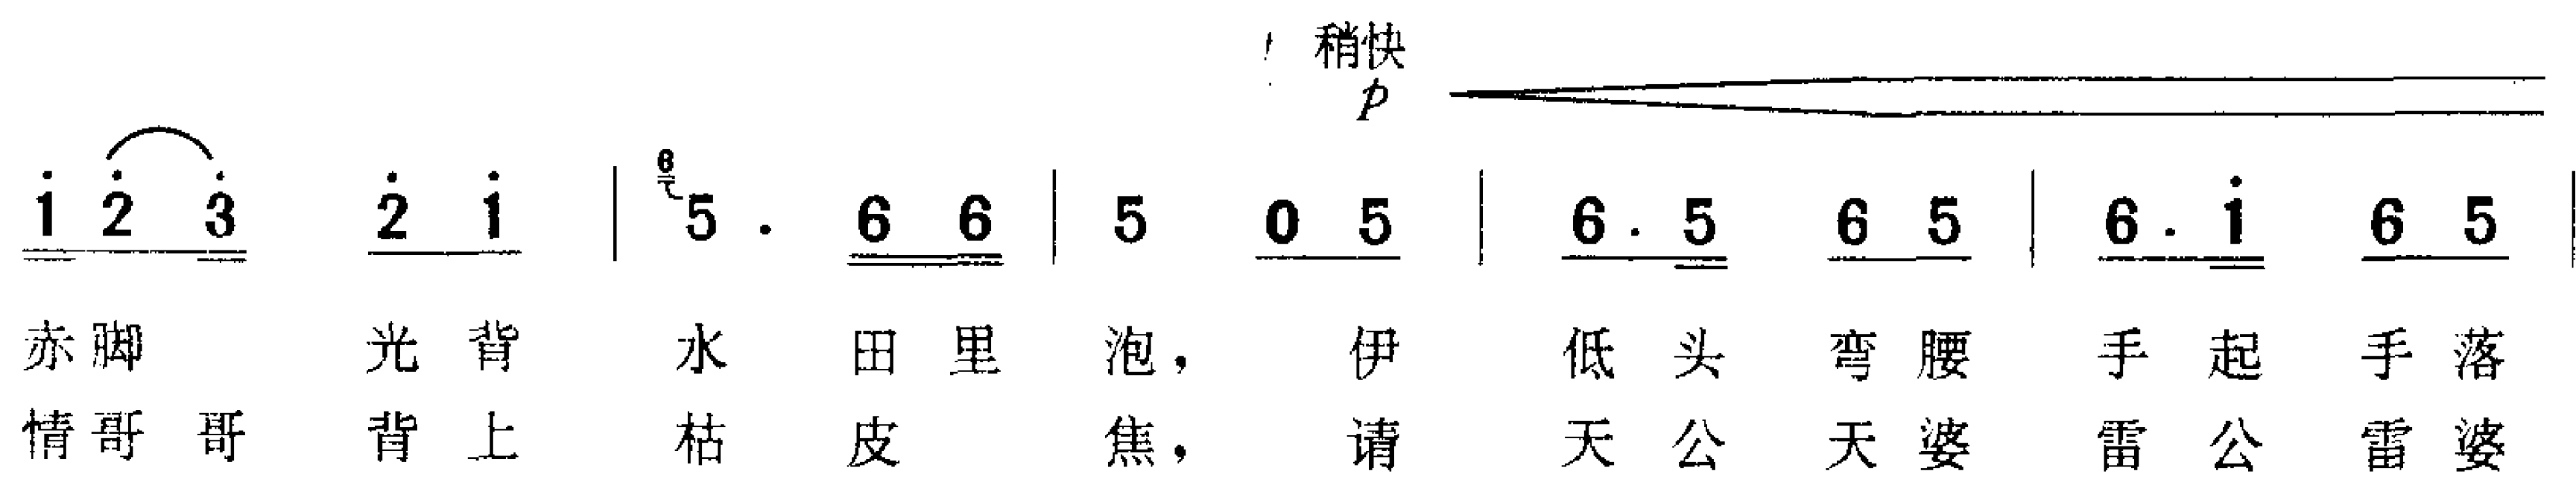 稍快
p
1 2 3 2 1 | 6 5 . 6 6 | 5 0 5 | 6 . 5 6 5 | 6 . 1 6 5 |
赤脚 光背 水 田里泡， 伊 低头弯腰 手起手落
情哥哥 背上 枯皮 焦， 请 天公天婆 雷公雷婆